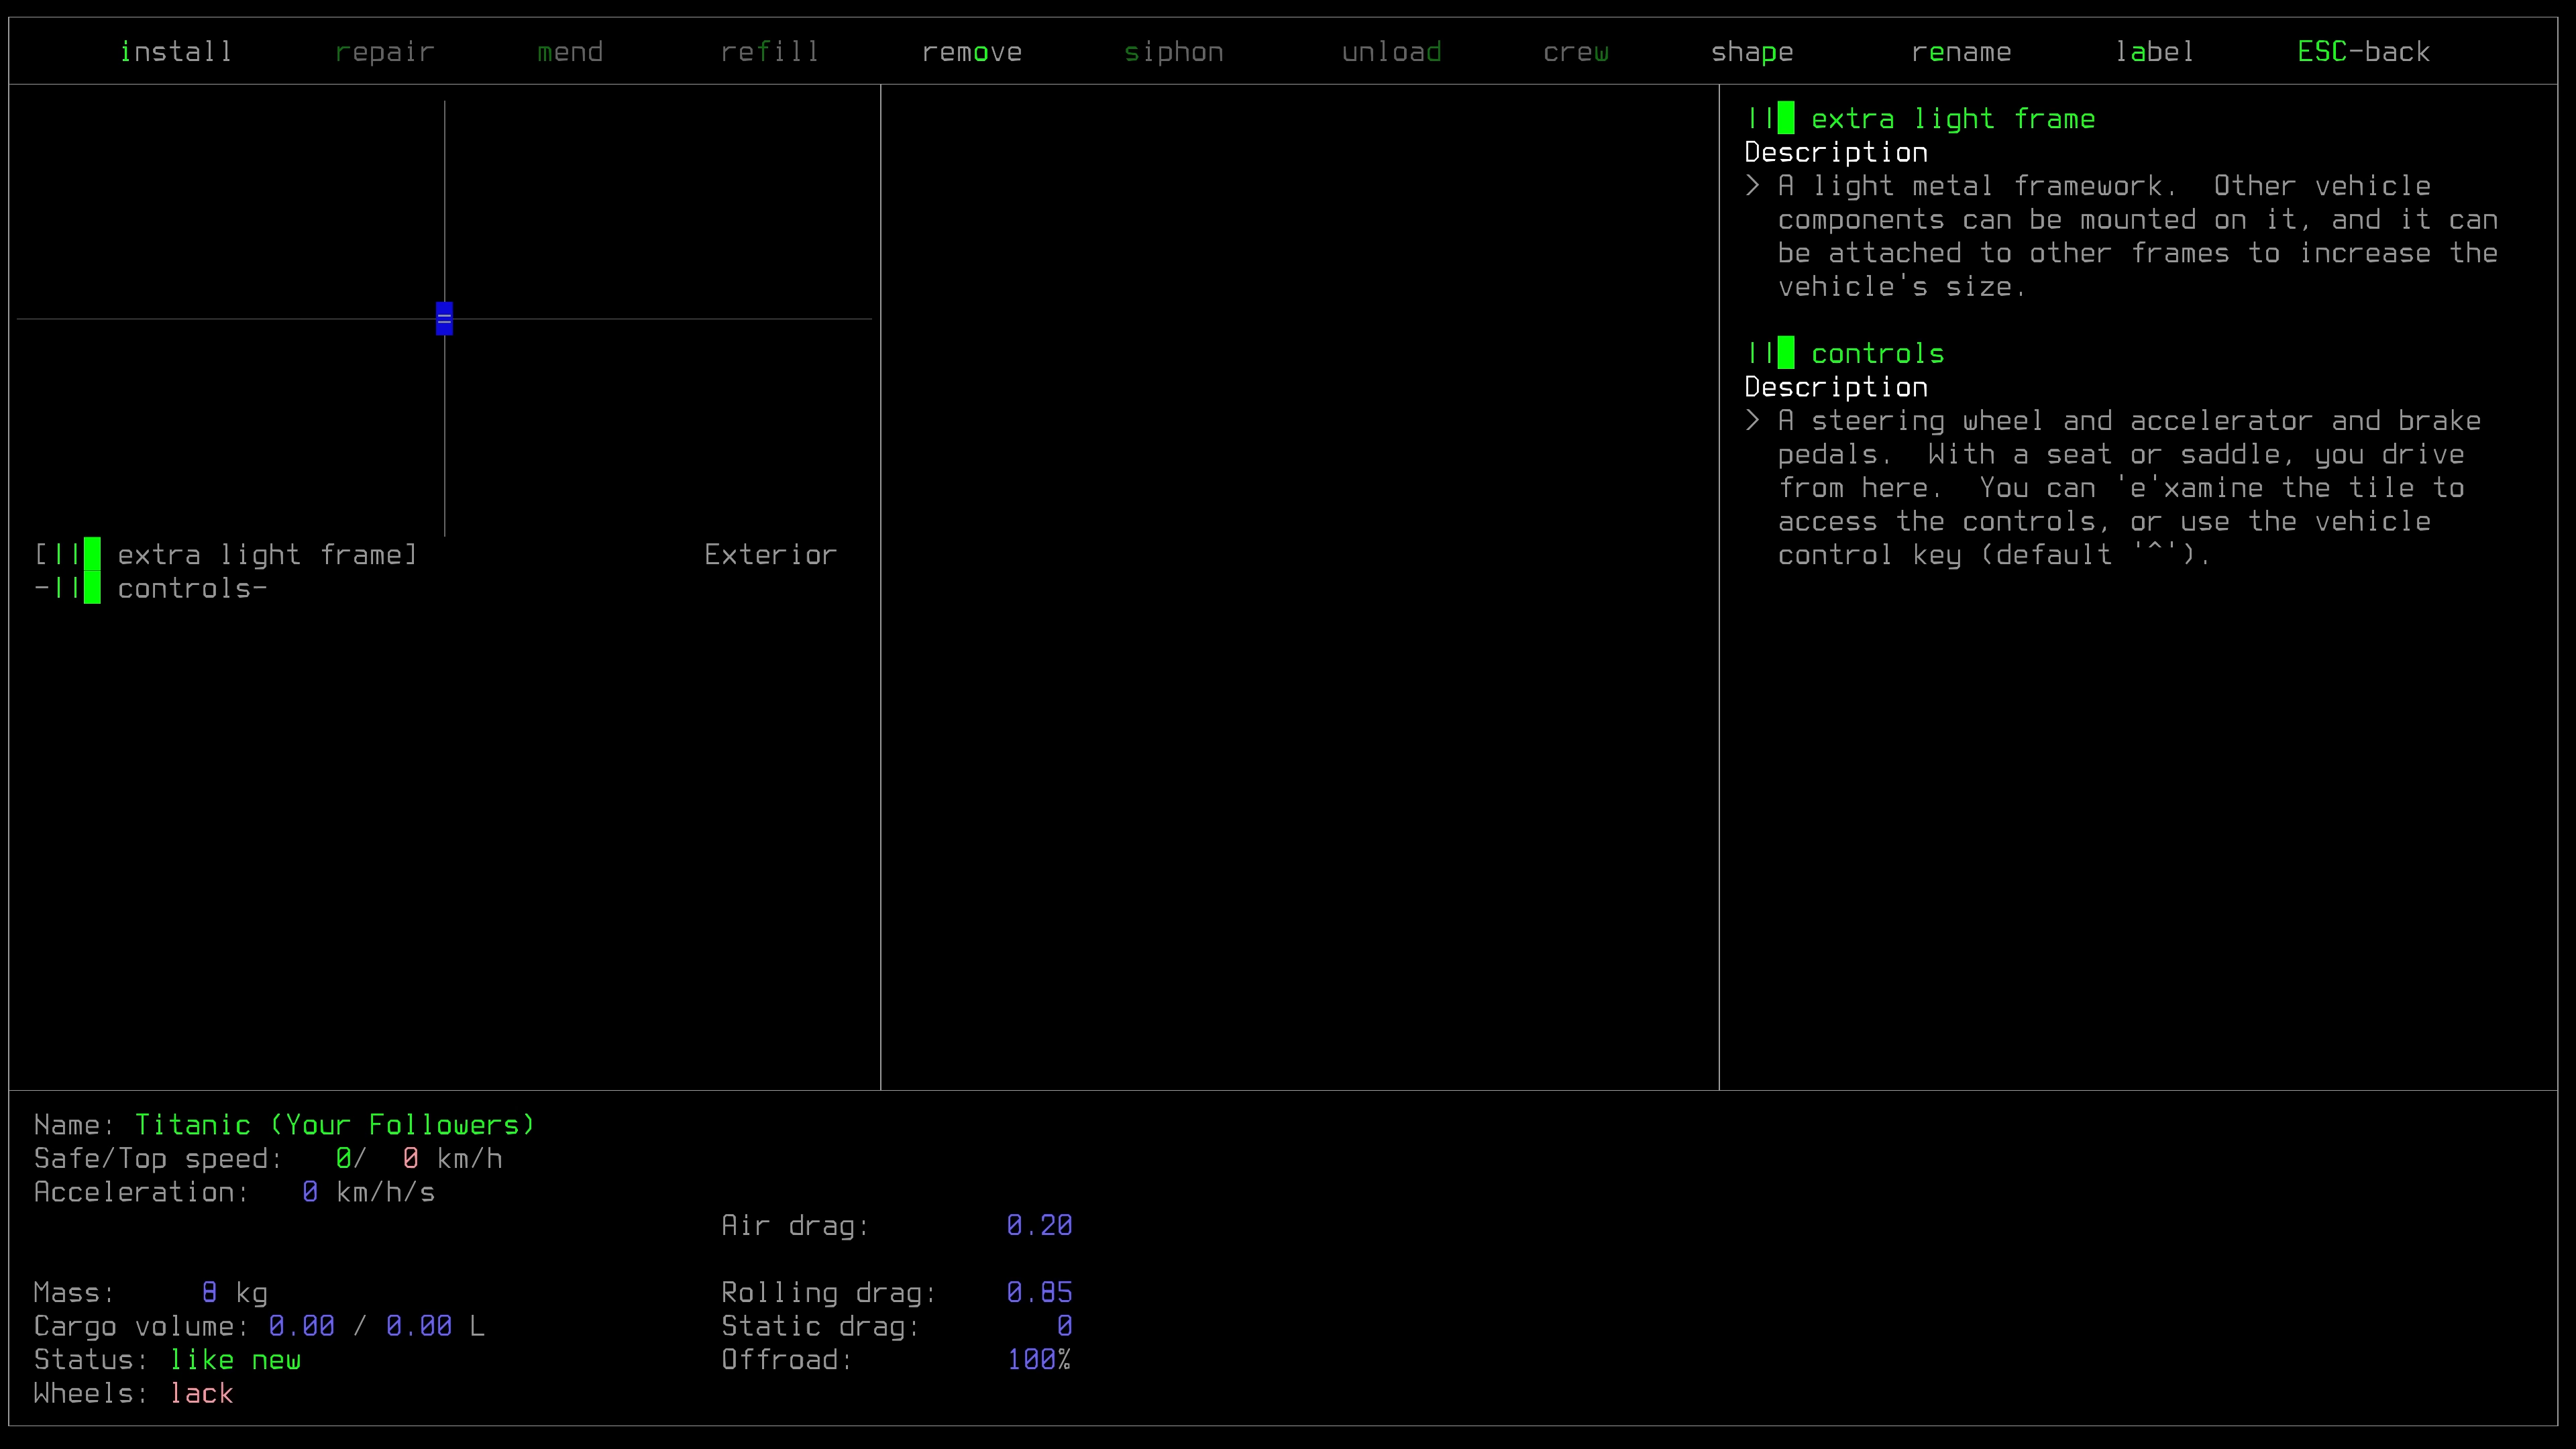 install repair mend refill remove siphon unload crew shape rename label ESC-back
[|| extra light frame] Exterior
-|| controls-
|| extra light frame
Description
> A light metal framework. Other vehicle
components can be mounted on it, and it can
be attached to other frames to increase the
vehicle's size.
|| controls
Description
> A steering wheel and accelerator and brake
pedals. With a seat or saddle, you drive
from here. You can 'e'xamine the tile to
access the controls, or use the vehicle
control key (default '^').
Name: Titanic (Your Followers)
Safe/Top speed: 0/ 0 km/h
Acceleration: 0 km/h/s
Air drag: 0.20
Mass: 8 kg
Rolling drag: 0.85
Cargo volume: 0.00 / 0.00 L
Static drag: 0
Status: like new
Offroad: 100%
Wheels: lack